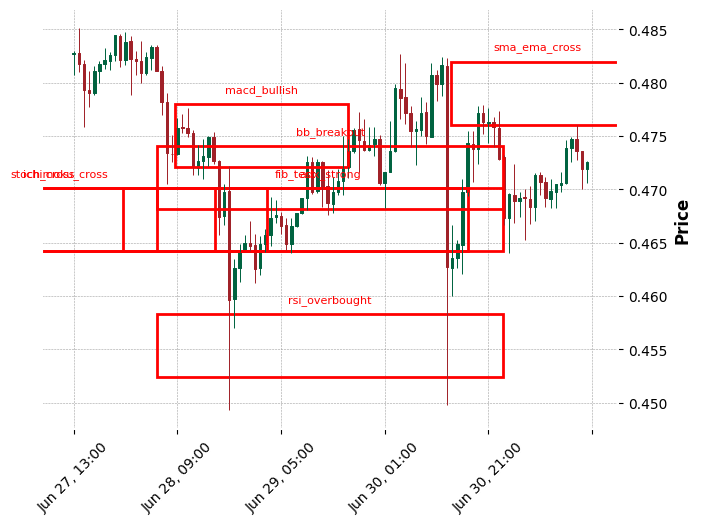 sma_ema_cross
macd_bullish
bb_breakout
ichimoku_cross
0.485
0.480
0.475
0.470
0.465
0.460
0.455
0.450
Price
rsi_overbought
Jun 27, 13:00
Jun 28, 09:00
Jun 29, 05:00
Jun 30, 01:00
Jun 30, 21:00